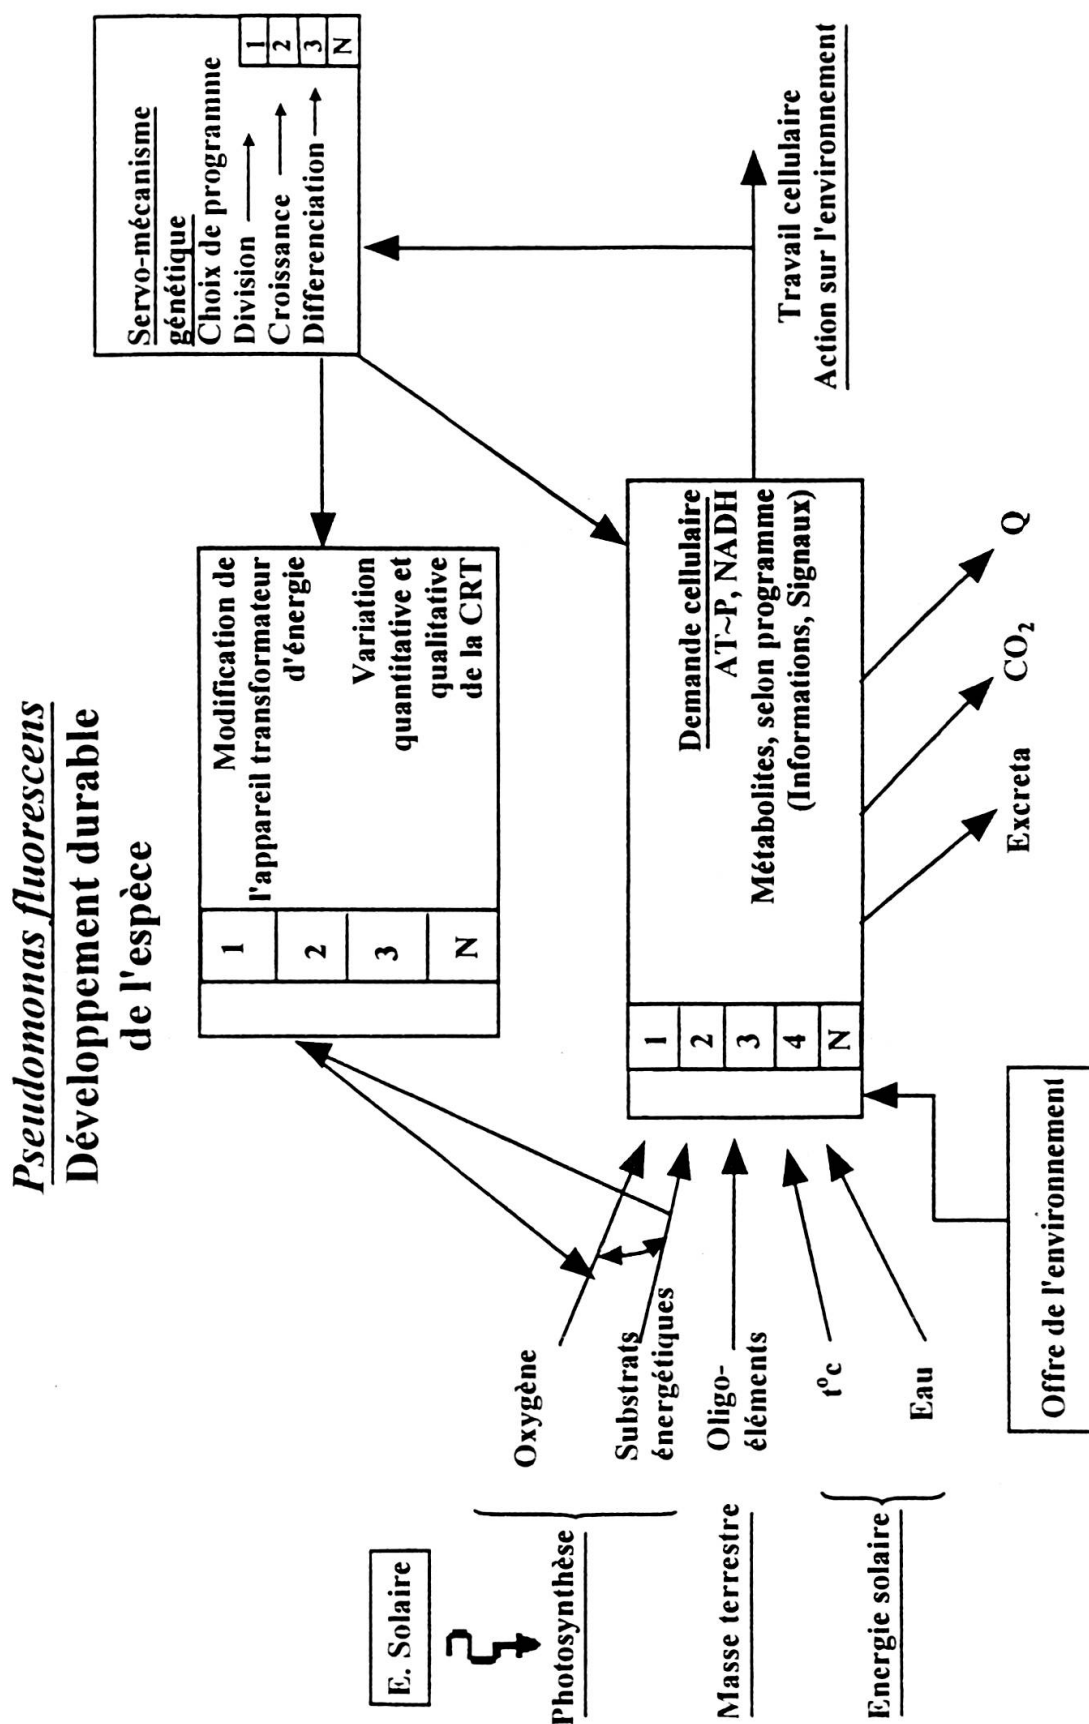 Pseudomonas fluorescens
Développement durable
de l'espèce
E. Solaire
Photosynthèse
Masse terrestre
Energie solaire
Oxygène
Substrats
énergétiques
Oligo-
éléments
t°c
Eau
Offre de l'environnement
1
2
3
N
Modification de
l'appareil transformateur
d'énergie
Variation
quantitative et
qualitative
de la CRT
1
2
3
4
N
Demande cellulaire
AT~P, NADH
Métabolites, selon programme
(Informations, Signaux)
Excreta
CO₂
Q
Servo-mécanisme
génétique
Choix de programme
Division
Croissance
Differenciation
1
2
3
N
Travail cellulaire
Action sur l'environnement